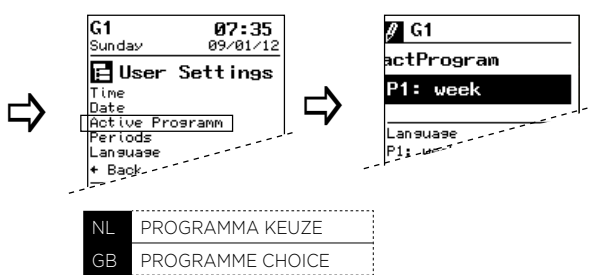 G1 07:35
Sunday 09/01/12
User Settings
Time
Date
Active Programm
Periods
Language
← Back
G1
actProgram
P1: week
Language
P1:
NL PROGRAMMA KEUZE
GB PROGRAMME CHOICE